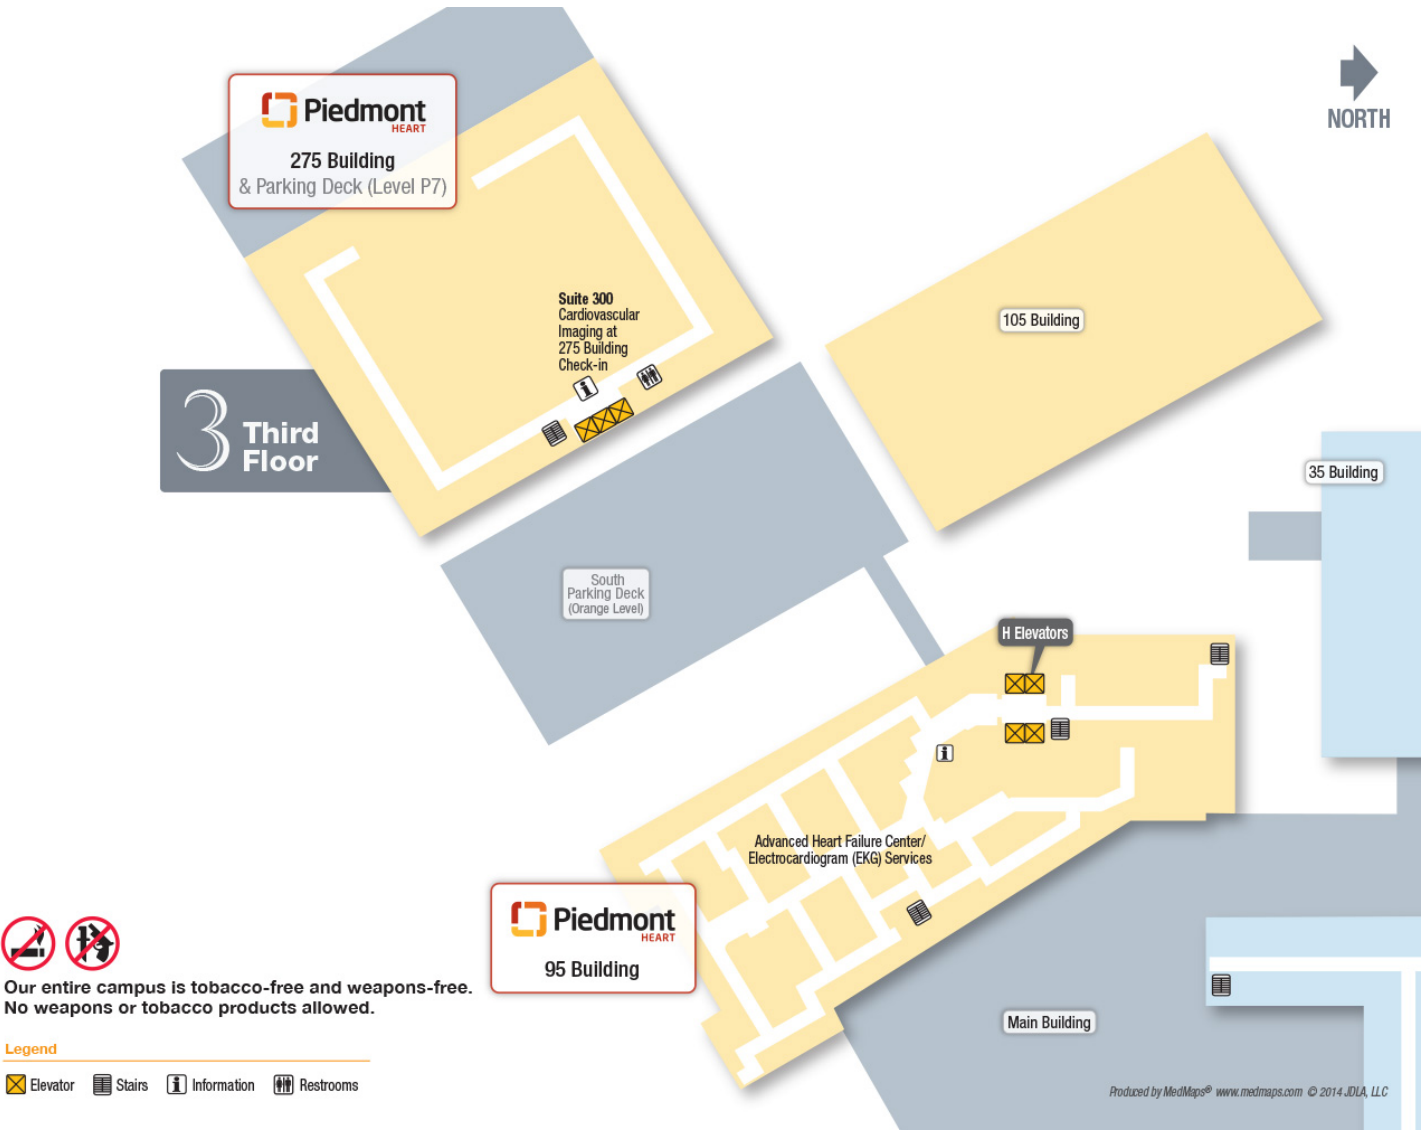 Piedmont
HEART
275 Building
& Parking Deck (Level P7)
NORTH
Suite 300
Cardiovascular
Imaging at
275 Building
Check-in
105 Building
3 Third
Floor
35 Building
South
Parking Deck
(Orange Level)
H Elevators
Advanced Heart Failure Center/
Electrocardiogram (EKG) Services
Piedmont
HEART
95 Building
Our entire campus is tobacco-free and weapons-free.
No weapons or tobacco products allowed.
Main Building
Legend
Elevator Stairs Information Restrooms
Produced by MedMaps® www.medmaps.com © 2014 JDLA, LLC